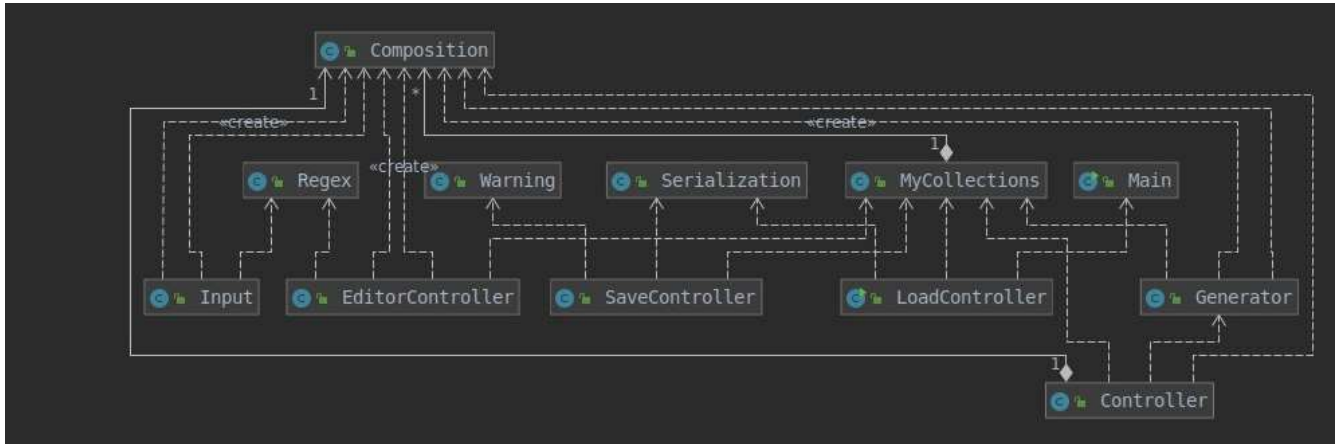 Composition
1
*
«create»
«create»
1
Regex
«create»
Warning
Serialization
MyCollections
Main
Input
EditorController
SaveController
LoadController
Generator
1
Controller